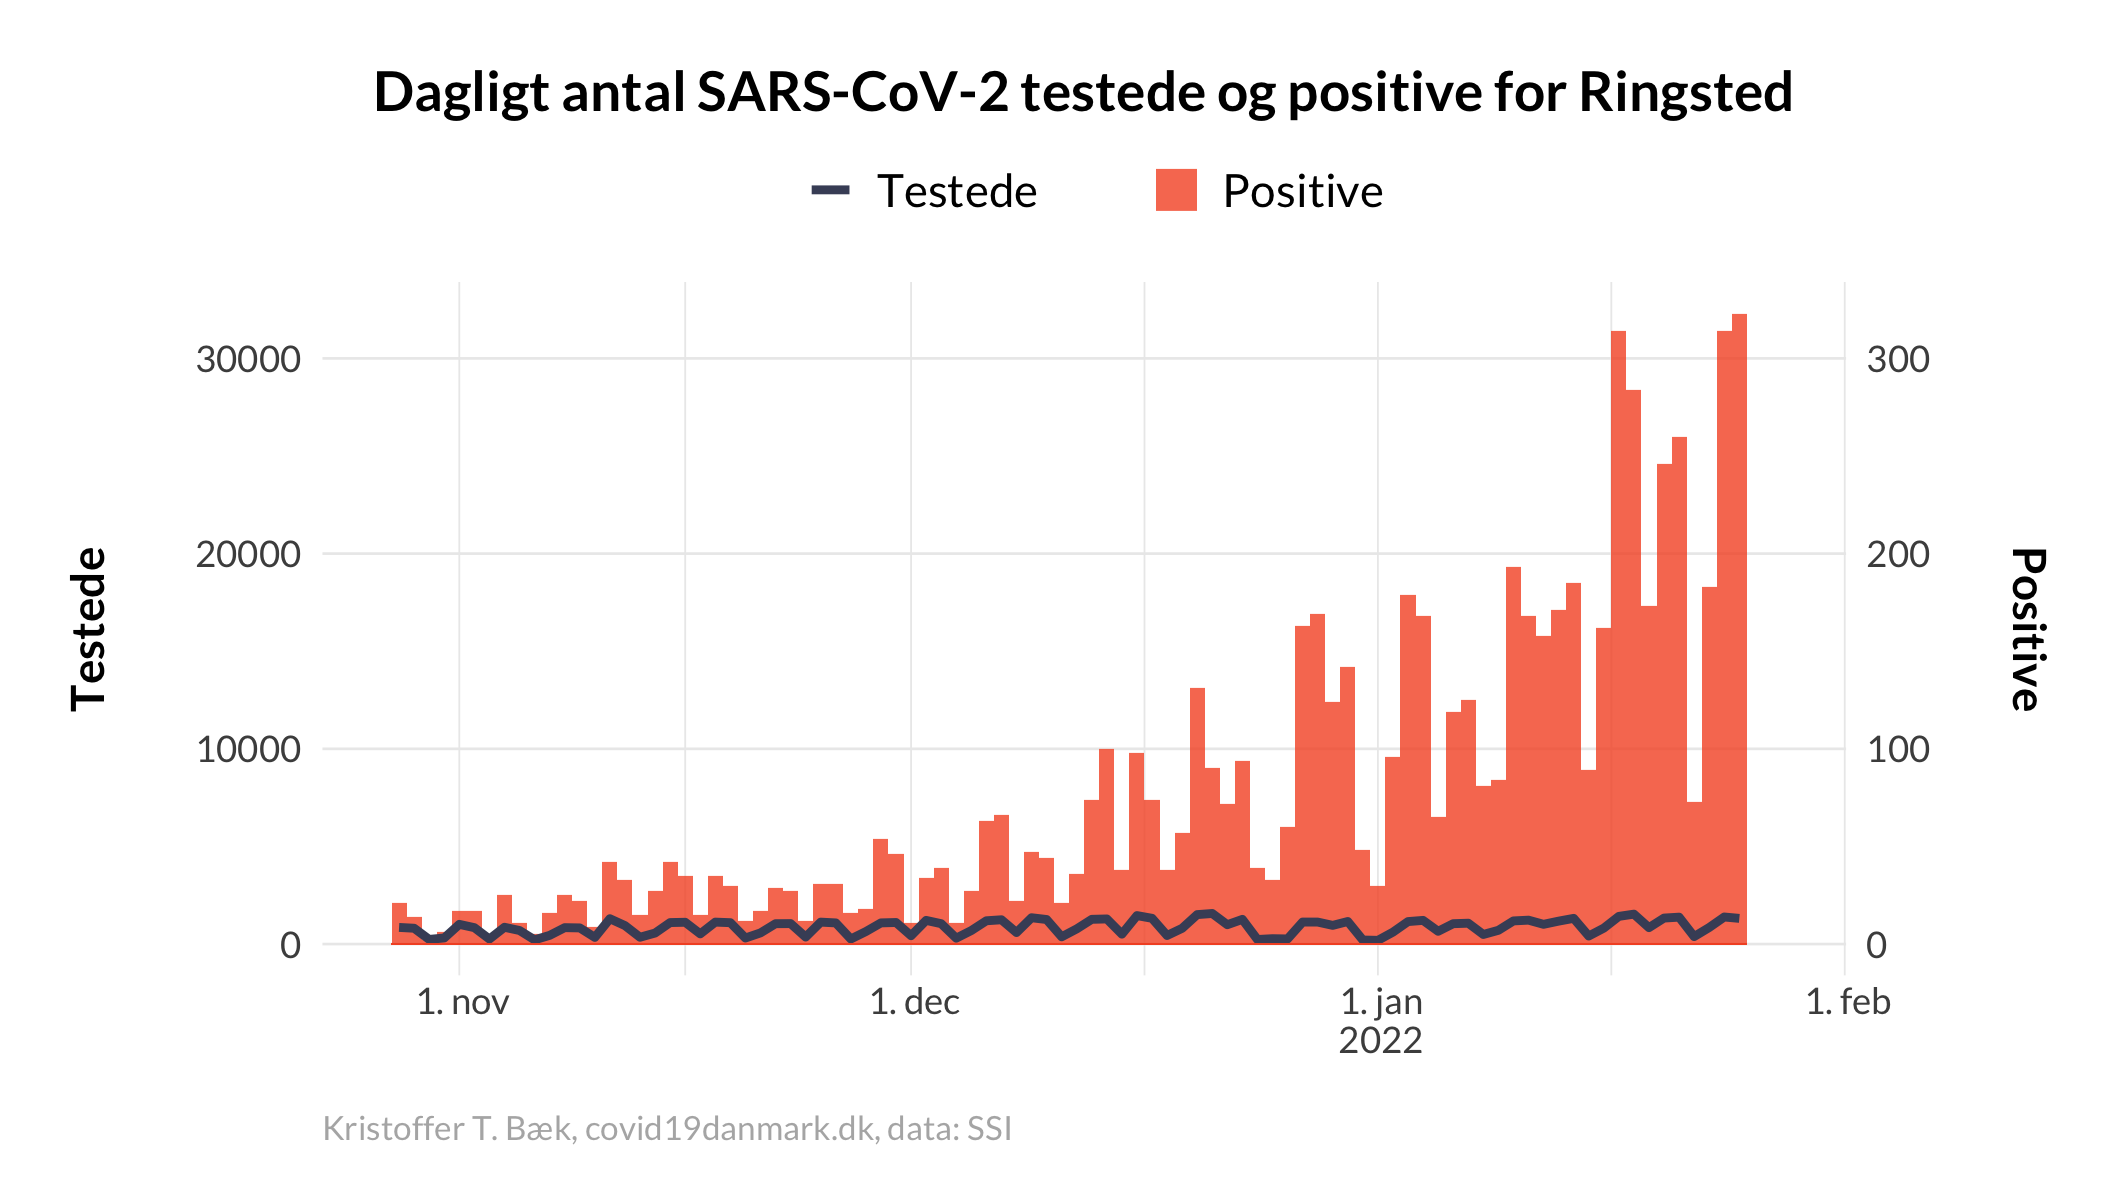 Dagligt antal SARS-CoV-2 testede og positive for Ringsted
Testede
Positive
30000
20000
10000
0
300
200
100
0
Testede
Positive
1. nov
1. dec
1. jan
2022
1. feb
Kristoffer T. Bæk, covid19danmark.dk, data: SSI